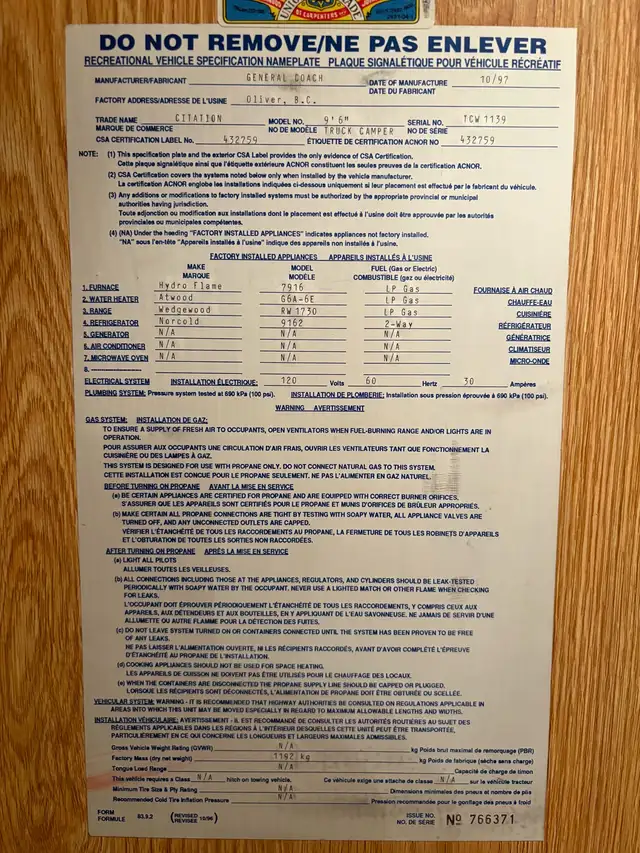 OF CARPENTERS
DO NOT REMOVE/NE PAS ENLEVER
RECREATIONAL VEHICLE SPECIFICATION NAMEPLATE PLAQUE SIGNALÉTIQUE POUR VÉHICULE RÉCRÉATIF
MANUFACTURER/FABRICANT GENERAL COACH DATE OF MANUFACTURE 10/97
DATE DU FABRICANT
FACTORY ADDRESS/ADRESSE DE L'USINE Oliver, B.C.
TRADE NAME CITATION MODEL NO. 9'6" SERIAL NO. TCW 1139
MARQUE DE COMMERCE NO DE MODÈLE TRUCK CAMPER NO DE SÉRIE
CSA CERTIFICATION LABEL No. 432759 ÉTIQUETTE DE CERTIFICATION ACNOR NO 432759
NOTE: (1) This specification plate and the exterior CSA Label provides the only evidence of CSA Certification.
Cette plaque signalétique ainsi que l'étiquette extérieure ACNOR constituent les seules preuves de la certification ACNOR.
(2) CSA Certification covers the systems noted below only when installed by the vehicle manufacturer.
La certification ACNOR englobe les installations indiquées ci-dessous uniquement si leur placement est effectué par le fabricant du véhicule.
(3) Any additions or modifications to factory installed systems must be authorized by the appropriate provincial or municipal
authorities having jurisdiction.
Toute adjonction ou modification aux installations dont le placement est effectué à l'usine doit être approuvée par les autorités
provinciales ou municipales compétentes.
(4) (NA) Under the heading "FACTORY INSTALLED APPLIANCES" indicates appliances not factory installed.
"NA" sous l'en-tête "Appareils installés à l'usine" indique des appareils non installés à l'usine.
FACTORY INSTALLED APPLIANCES APPAREILS INSTALLÉS À L'USINE
MAKE MODEL FUEL (Gas or Electric)
MARQUE MODÈLE COMBUSTIBLE (gaz ou électricité)
1. FURNACE Hydro Flame 7916 LP Gas FOURNAISE À AIR CHAUD
2. WATER HEATER Atwood G6A-6E LP Gas CHAUFFE-EAU
3. RANGE Wedgewood RW 1730 LP Gas CUISINIÈRE
4. REFRIGERATOR Norcold 9162 2-Way RÉFRIGÉRATEUR
5. GENERATOR N/A N/A N/A GÉNÉRATRICE
6. AIR CONDITIONER N/A N/A N/A CLIMATISEUR
7. MICROWAVE OVEN N/A N/A N/A MICRO-ONDE
8.
ELECTRICAL SYSTEM INSTALLATION ÉLECTRIQUE: 120 Volts 60 Hertz 30 Ampères
PLUMBING SYSTEM: Pressure system tested at 690 kPa (100 psi). INSTALLATION DE PLOMBERIE: Installation sous pression éprouvée à 690 kPa (100 psi).
WARNING AVERTISSEMENT
GAS SYSTEM: INSTALLATION DE GAZ:
TO ENSURE A SUPPLY OF FRESH AIR TO OCCUPANTS, OPEN VENTILATORS WHEN FUEL-BURNING RANGE AND/OR LIGHTS ARE IN
OPERATION.
POUR ASSURER AUX OCCUPANTS UNE CIRCULATION D'AIR FRAIS, OUVRIR LES VENTILATEURS TANT QUE FONCTIONNEMENT LA
CUISINIÈRE OU DES LAMPES À GAZ.
THIS SYSTEM IS DESIGNED FOR USE WITH PROPANE ONLY. DO NOT CONNECT NATURAL GAS TO THIS SYSTEM.
CETTE INSTALLATION EST CONCUE POUR LE PROPANE SEULEMENT. NE PAS L'ALIMENTER EN GAZ NATUREL.
BEFORE TURNING ON PROPANE AVANT LA MISE EN SERVICE
(a) BE CERTAIN APPLIANCES ARE CERTIFIED FOR PROPANE AND ARE EQUIPPED WITH CORRECT BURNER ORIFICES.
S'ASSURER QUE LES APPAREILS SONT CERTIFIÉS POUR LE PROPANE ET MUNIS D'ORIFICES DE BRÛLEUR APPROPRIÉS.
(b) MAKE CERTAIN ALL PROPANE CONNECTIONS ARE TIGHT BY TESTING WITH SOAPY WATER, ALL APPLIANCE VALVES ARE
TURNED OFF, AND ANY UNCONNECTED OUTLETS ARE CAPPED.
VÉRIFIER L'ÉTANCHÉITÉ DE TOUS LES RACCORDEMENTS AU PROPANE, LA FERMETURE DE TOUS LES ROBINETS D'APPAREILS
ET L'OBTURATION DE TOUTES LES SORTIES NON RACCORDÉES.
AFTER TURNING ON PROPANE APRÈS LA MISE EN SERVICE
(a) LIGHT ALL PILOTS
ALLUMER TOUTES LES VEILLEUSES.
(b) ALL CONNECTIONS INCLUDING THOSE AT THE APPLIANCES, REGULATORS, AND CYLINDERS SHOULD BE LEAK-TESTED
PERIODICALLY WITH SOAPY WATER BY THE OCCUPANT. NEVER USE A LIGHTED MATCH OR OTHER FLAME WHEN CHECKING
FOR LEAKS.
L'OCCUPANT DOIT ÉPROUVER PÉRIODIQUEMENT L'ÉTANCHÉITÉ DE TOUS LES RACCORDEMENTS, Y COMPRIS CEUX AUX
APPAREILS, AUX DÉTENDEURS ET AUX BOUTEILLES, EN Y APPLIQUANT DE L'EAU SAVONNEUSE. NE JAMAIS DE SERVIR D'UNE
ALLUMETTE OU AUTRE FLAMME POUR LA DÉTECTION DES FUITES.
(c) DO NOT LEAVE SYSTEM TURNED ON OR CONTAINERS CONNECTED UNTIL THE SYSTEM HAS BEEN PROVEN TO BE FREE
OF ANY LEAKS.
NE PAS LAISSER L'ALIMENTATION OUVERTE, NI LES RÉCIPIENTS RACCORDÉS, AVANT D'AVOIR COMPLÉTÉ L'ÉPREUVE
D'ÉTANCHÉITÉ AU PROPANE DE L'INSTALLATION.
(d) COOKING APPLIANCES SHOULD NOT BE USED FOR SPACE HEATING.
LES APPAREILS DE CUISSON NE DOIVENT PAS ÊTRE UTILISÉS POUR LE CHAUFFAGE DES LOCAUX.
(e) WHEN THE CONTAINERS ARE DISCONNECTED THE PROPANE SUPPLY LINE SHOULD BE CAPPED OR PLUGGED.
LORSQUE LES RÉCIPIENTS SONT DÉCONNECTÉS, L'ALIMENTATION DE PROPANE DOIT ÊTRE OBTURÉE OU SCELLÉE.
VEHICULAR SYSTEM: WARNING - IT IS RECOMMENDED THAT HIGHWAY AUTHORITIES BE CONSULTED ON REGULATIONS APPLICABLE IN
AREAS INTO WHICH THIS UNIT MAY BE MOVED ESPECIALLY IN REGARD TO MAXIMUM ALLOWABLE LENGTHS AND WIDTHS.
INSTALLATION VÉHICULAIRE: AVERTISSEMENT - IL EST RECOMMANDÉ DE CONSULTER LES AUTORITÉS ROUTIÈRES AU SUJET DES
RÉGLEMENTS APPLICABLES DANS LES RÉGIONS À L'INTÉRIEUR DESQUELLES CETTE UNITÉ PEUT ÊTRE TRANSPORTÉE,
PARTICULIÈREMENT EN CE QUI CONCERNE LES LONGUEURS ET LARGEURS MAXIMALES ADMISSIBLES.
Gross Vehicle Weight Rating (GVWR) N/A kg Poids brut maximal de remorquage (PBR)
Factory Mass (dry net weight) 1182 kg kg Poids de fabrique (sèche sans charge)
Tongue Load Range N/A Capacité de charge de timon
This vehicle requires a Class N/A hitch on towing vehicle. Ce véhicule exige une attache de classe N/A sur le véhicule tracteur
Minimum Tire Size & Ply Rating N/A Dimensions minimales des pneus et nombre de plis
Recommended Cold Tire Inflation Pressure N/A Pression recommandée pour le gonflage des pneus à froid
FORM 83.9.2 (REVISED 10/96) ISSUE NO.
FORMULE (REVISÉE 10/96) NO. DE SÉRIE Nº 766371